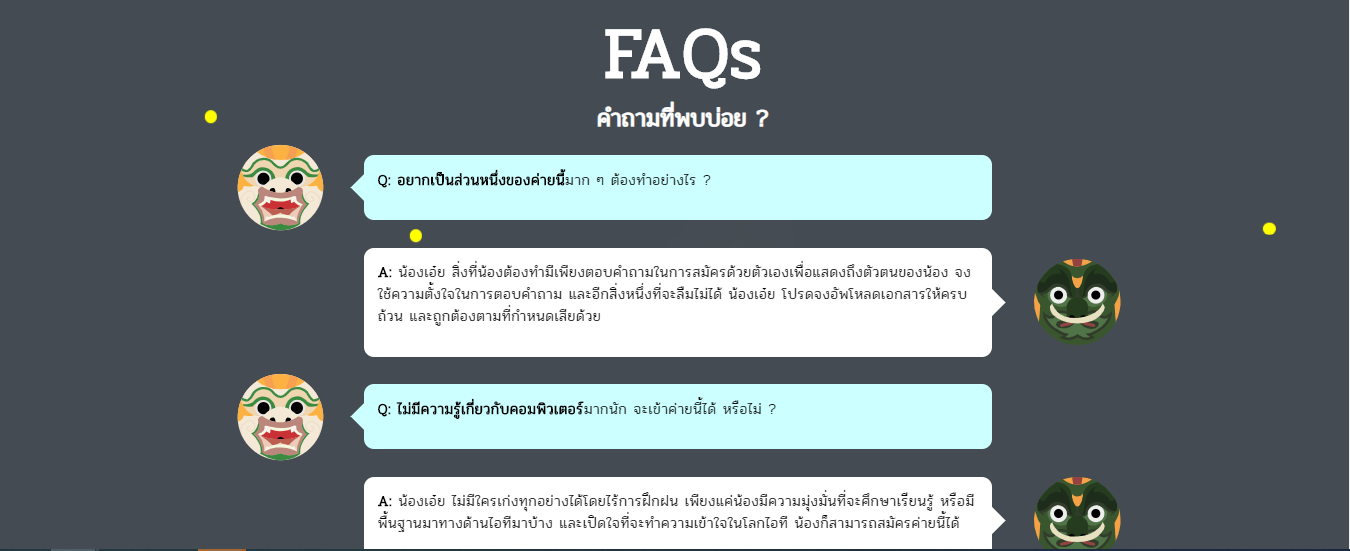 FAQs
คำถามที่พบบ่อย ?
Q: อยากเป็นส่วนหนึ่งของค่ายนี้มาก ๆ ต้องทำอย่างไร ?
A: น้องเอ๋ย สิ่งที่น้องต้องทำมีเพียงตอบคำถามในการสมัครด้วยตัวเองเพื่อแสดงถึงตัวตนของน้อง จง
ใช้ความตั้งใจในการตอบคำถาม และอีกสิ่งหนึ่งที่จะลืมไม่ได้ น้องเอ๋ย โปรดจงอัพโหลดเอกสารให้ครบ
ถ้วน และถูกต้องตามที่กำหนดเสียด้วย
Q: ไม่มีความรู้เกี่ยวกับคอมพิวเตอร์มากนัก จะเข้าค่ายนี้ได้ หรือไม่ ?
A: น้องเอ๋ย ไม่มีใครเก่งทุกอย่างได้โดยไร้การฝึกฝน เพียงแค่น้องมีความมุ่งมั่นที่จะศึกษาเรียนรู้ หรือมี
พื้นฐานมาทางด้านไอทีมาบ้าง และเปิดใจที่จะทำความเข้าใจในโลกไอที น้องก็สามารถสมัครค่ายนี้ได้